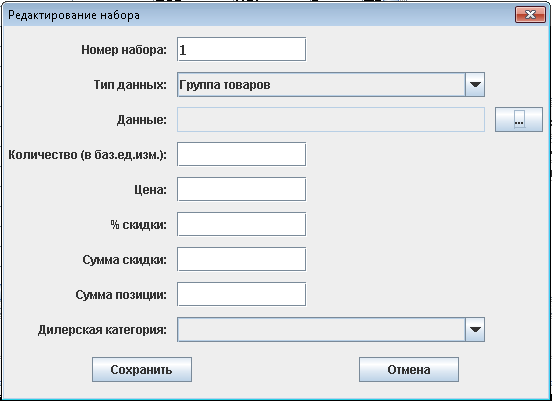 Редактирование набора
Номер набора: 1
Тип данных: Группа товаров
Данные: ...
Количество (в баз.ед.изм.):
Цена:
% скидки:
Сумма скидки:
Сумма позиции:
Дилерская категория:
Сохранить Отмена